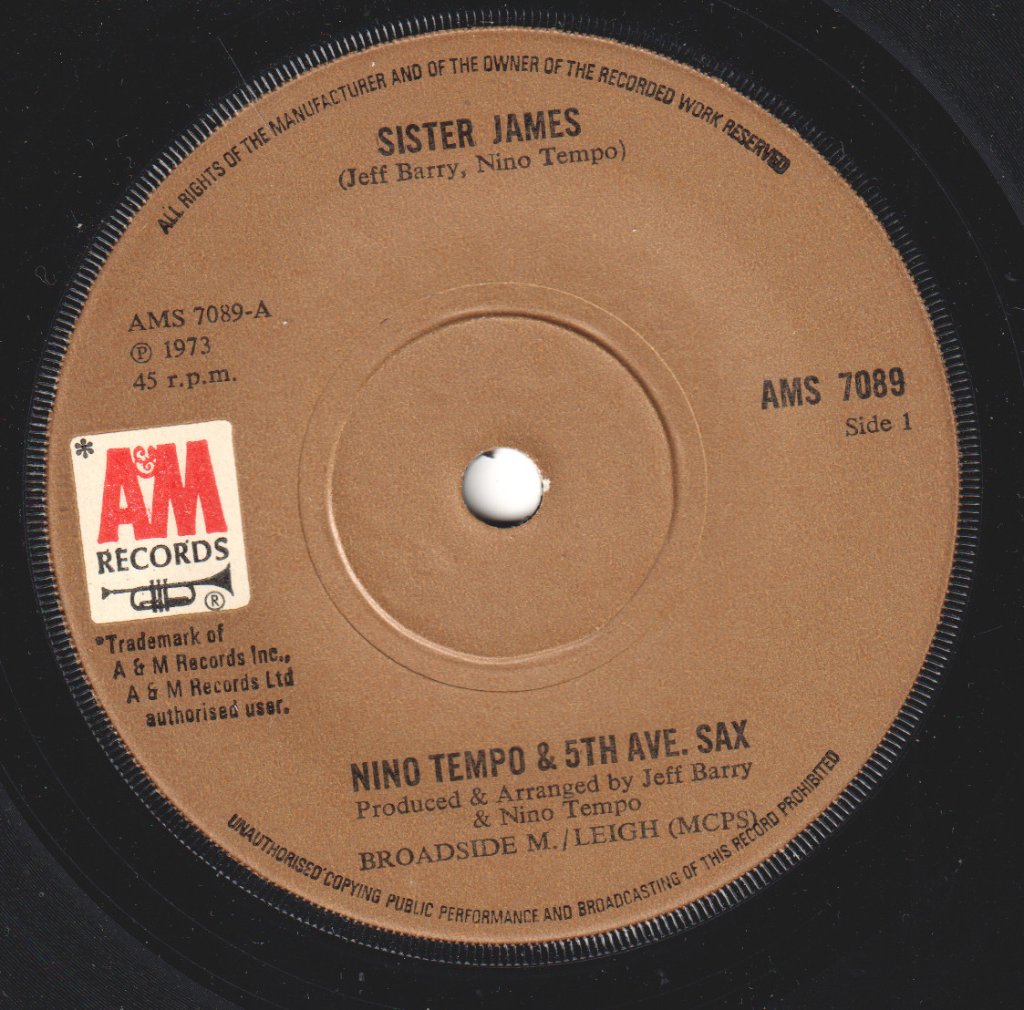 ALL RIGHTS OF THE MANUFACTURER AND OF THE OWNER OF THE RECORDED WORK RESERVED
SISTER JAMES
(Jeff Barry, Nino Tempo)
AMS 7089-A
℗ 1973
45 r.p.m.
AMS 7089
Side 1
*
A&M
RECORDS
®
*Trademark of
A & M Records Inc.,
A & M Records Ltd
authorised user.
NINO TEMPO & 5TH AVE. SAX
Produced & Arranged by Jeff Barry
& Nino Tempo
BROADSIDE M./LEIGH (MCPS)
UNAUTHORISED COPYING PUBLIC PERFORMANCE AND BROADCASTING OF THIS RECORD PROHIBITED